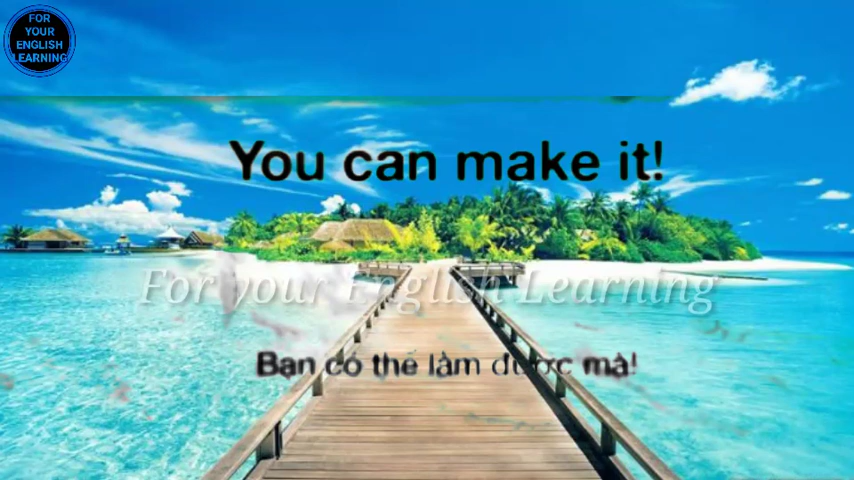 FOR
YOUR
ENGLISH
LEARNING
You can make it!
For your English Learning
Bạn có thể làm được mà!